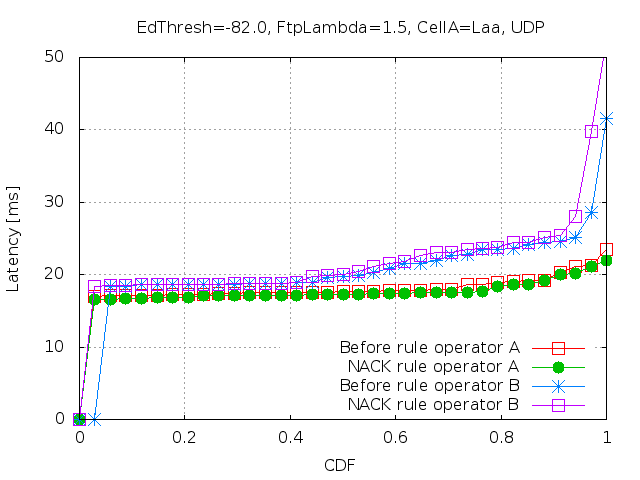 EdThresh=-82.0, FtpLambda=1.5, CellA=Laa, UDP
50
40
30
20
10
0
Latency [ms]
Before rule operator A
NACK rule operator A
Before rule operator B
NACK rule operator B
0 0.2 0.4 0.6 0.8 1
CDF